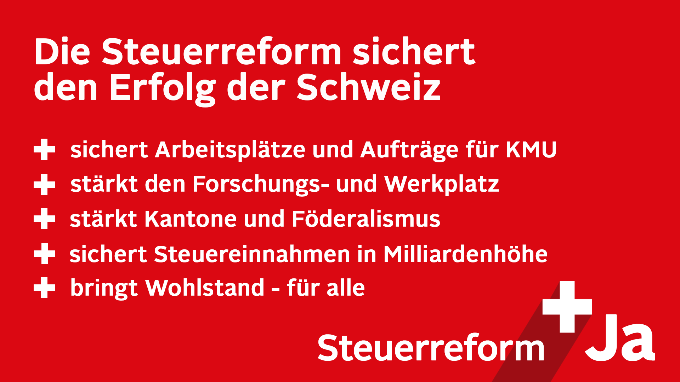 Die Steuerreform sichert
den Erfolg der Schweiz
sichert Arbeitsplätze und Aufträge für KMU
stärkt den Forschungs- und Werkplatz
stärkt Kantone und Föderalismus
sichert Steuereinnahmen in Milliardenhöhe
bringt Wohlstand - für alle
Steuerreform Ja